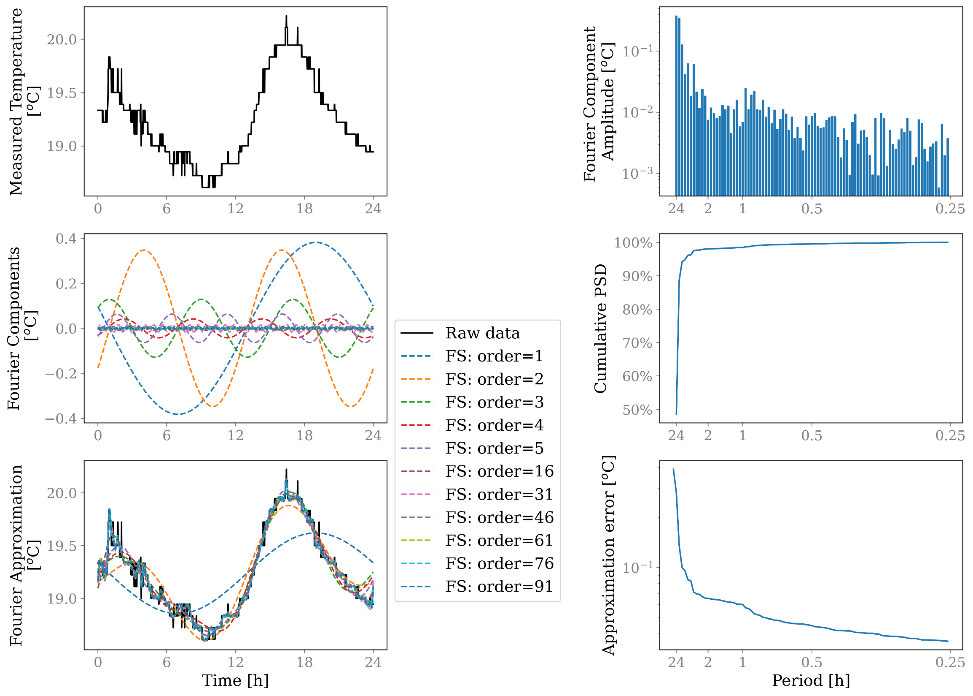 Measured Temperature
[°C]
20.0
19.5
19.0
0 6 12 18 24
Fourier Component
Amplitude [°C]
10⁻¹
10⁻²
10⁻³
24 2 1 0.5 0.25
Fourier Components
[°C]
0.4
0.2
0.0
−0.2
−0.4
0 6 12 18 24
Cumulative PSD
100%
90%
80%
70%
60%
50%
24 2 1 0.5 0.25
Raw data
FS: order=1
FS: order=2
FS: order=3
FS: order=4
FS: order=5
FS: order=16
FS: order=31
FS: order=46
FS: order=61
FS: order=76
FS: order=91
Fourier Approximation
[°C]
20.0
19.5
19.0
0 6 12 18 24
Time [h]
Approximation error [°C]
10⁻¹
24 2 1 0.5 0.25
Period [h]